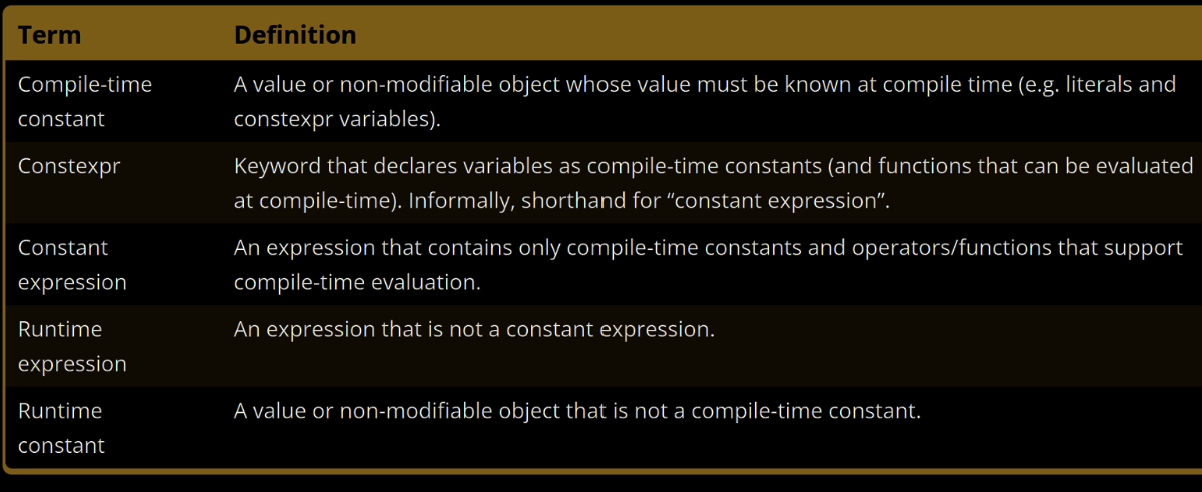 Term Definition
Compile-time constant A value or non-modifiable object whose value must be known at compile time (e.g. literals and
constexpr variables).
Constexpr Keyword that declares variables as compile-time constants (and functions that can be evaluated
at compile-time). Informally, shorthand for “constant expression”.
Constant expression An expression that contains only compile-time constants and operators/functions that support
compile-time evaluation.
Runtime expression An expression that is not a constant expression.
Runtime constant A value or non-modifiable object that is not a compile-time constant.